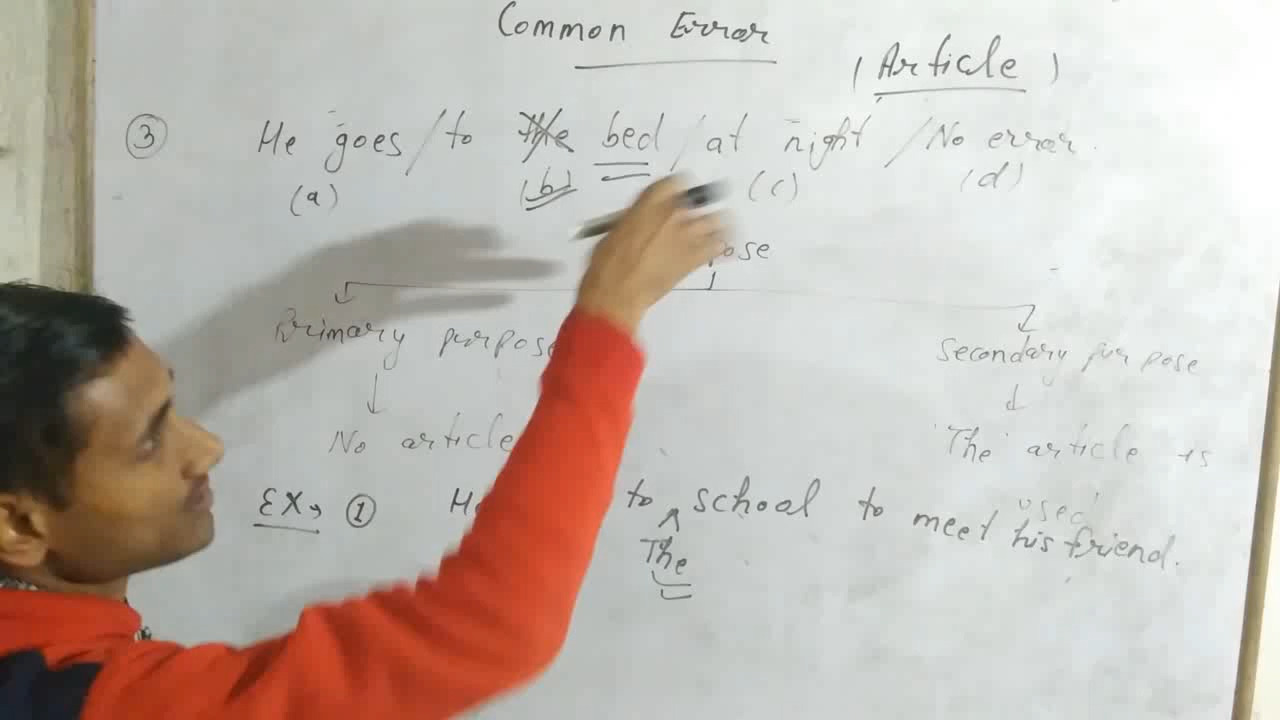 Common Error
(Article)
③ He goes / to the bed / at night / No error.
(a) (b) (c) (d)
Primary purpose Secondary purpose
No article 'The' article is
used'
Ex→ ① to school to meet his friend.
The